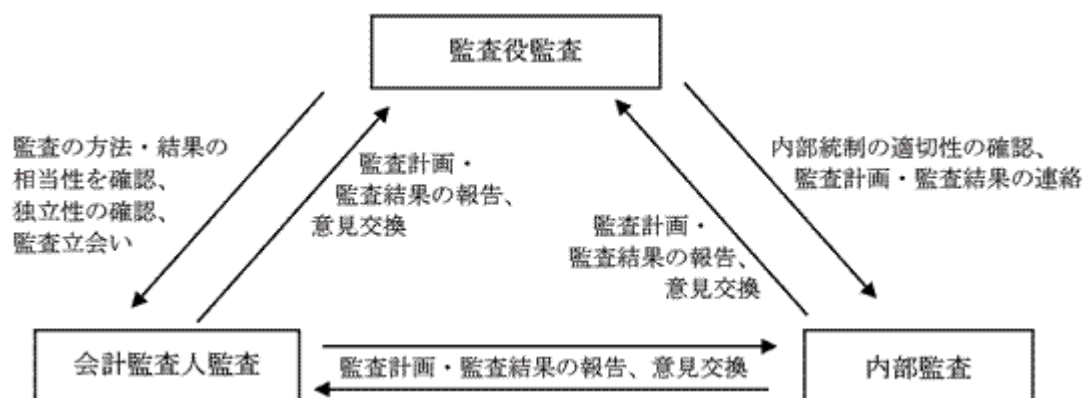 監査役監査
監査の方法・結果の
相当性を確認、
独立性の確認、
監査立会い
監査計画・
監査結果の報告、
意見交換
監査計画・
監査結果の報告、
意見交換
内部統制の適切性の確認、
監査計画・監査結果の連絡
会計監査人監査
監査計画・監査結果の報告、意見交換
内部監査